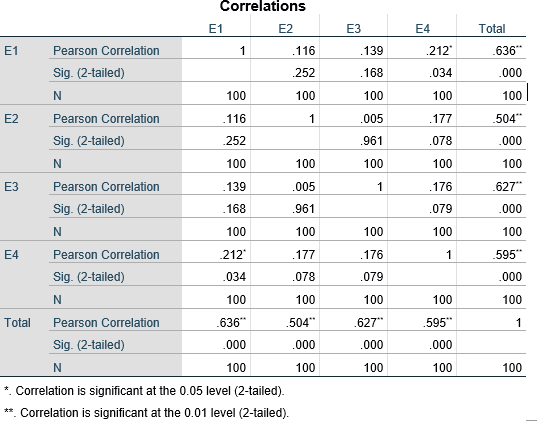 Correlations
E1 E2 E3 E4 Total
E1 Pearson Correlation 1 .116 .139 .212* .636**
Sig. (2-tailed) .252 .168 .034 .000
N 100 100 100 100 100
E2 Pearson Correlation .116 1 .005 .177 .504**
Sig. (2-tailed) .252 .961 .078 .000
N 100 100 100 100 100
E3 Pearson Correlation .139 .005 1 .176 .627**
Sig. (2-tailed) .168 .961 .079 .000
N 100 100 100 100 100
E4 Pearson Correlation .212* .177 .176 1 .595**
Sig. (2-tailed) .034 .078 .079 .000
N 100 100 100 100 100
Total Pearson Correlation .636** .504** .627** .595** 1
Sig. (2-tailed) .000 .000 .000 .000
N 100 100 100 100 100
*. Correlation is significant at the 0.05 level (2-tailed).
**. Correlation is significant at the 0.01 level (2-tailed).